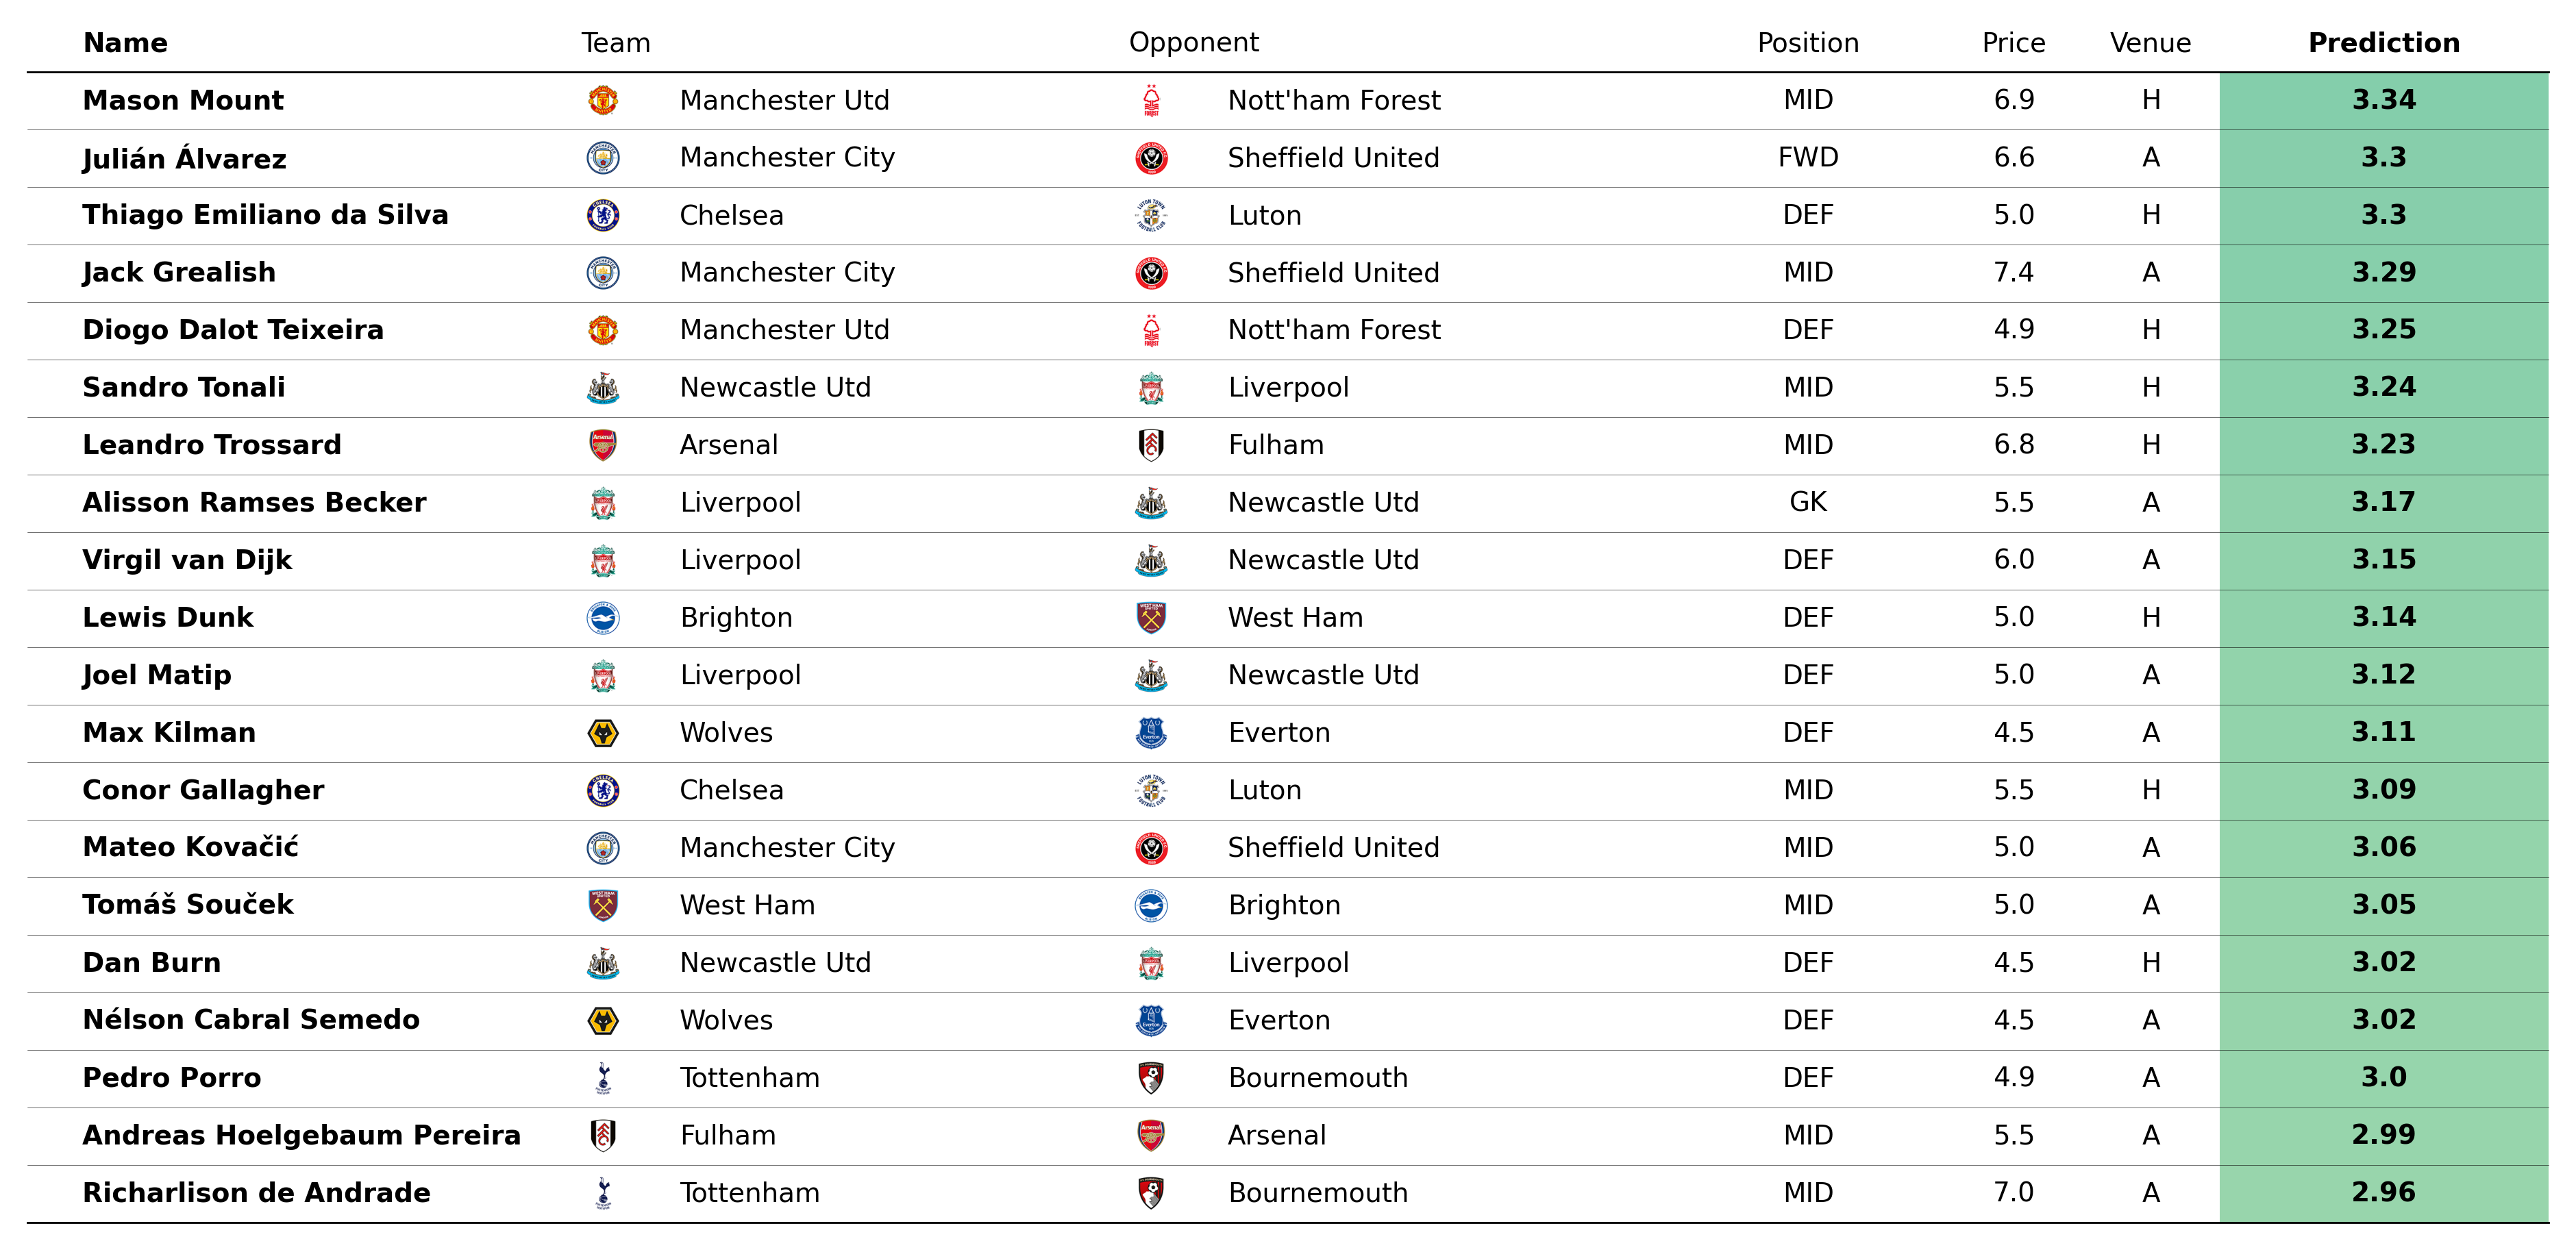 Name Team Opponent Position Price Venue Prediction
Mason Mount Manchester Utd Nott'ham Forest MID 6.9 H 3.34
Julián Álvarez Manchester City Sheffield United FWD 6.6 A 3.3
Thiago Emiliano da Silva Chelsea Luton DEF 5.0 H 3.3
Jack Grealish Manchester City Sheffield United MID 7.4 A 3.29
Diogo Dalot Teixeira Manchester Utd Nott'ham Forest DEF 4.9 H 3.25
Sandro Tonali Newcastle Utd Liverpool MID 5.5 H 3.24
Leandro Trossard Arsenal Fulham MID 6.8 H 3.23
Alisson Ramses Becker Liverpool Newcastle Utd GK 5.5 A 3.17
Virgil van Dijk Liverpool Newcastle Utd DEF 6.0 A 3.15
Lewis Dunk Brighton West Ham DEF 5.0 H 3.14
Joel Matip Liverpool Newcastle Utd DEF 5.0 A 3.12
Max Kilman Wolves Everton DEF 4.5 A 3.11
Conor Gallagher Chelsea Luton MID 5.5 H 3.09
Mateo Kovačić Manchester City Sheffield United MID 5.0 A 3.06
Tomáš Souček West Ham Brighton MID 5.0 A 3.05
Dan Burn Newcastle Utd Liverpool DEF 4.5 H 3.02
Nélson Cabral Semedo Wolves Everton DEF 4.5 A 3.02
Pedro Porro Tottenham Bournemouth DEF 4.9 A 3.0
Andreas Hoelgebaum Pereira Fulham Arsenal MID 5.5 A 2.99
Richarlison de Andrade Tottenham Bournemouth MID 7.0 A 2.96